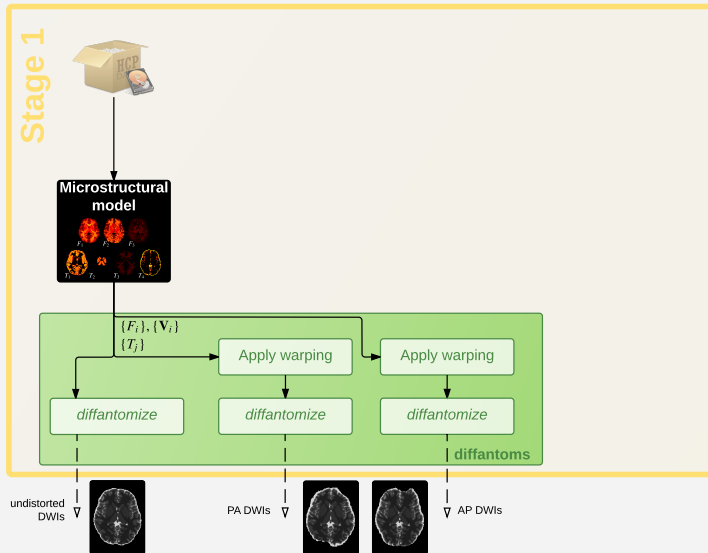 Stage 1
HCP
Microstructural
model
F₁ F₂ F₃
T₁ T₂ T₃ T₄
{Fᵢ}, {Vᵢ}
{Tⱼ}
Apply warping
Apply warping
diffantomize
diffantomize
diffantomize
diffantoms
undistorted
DWIs
PA DWIs
AP DWIs